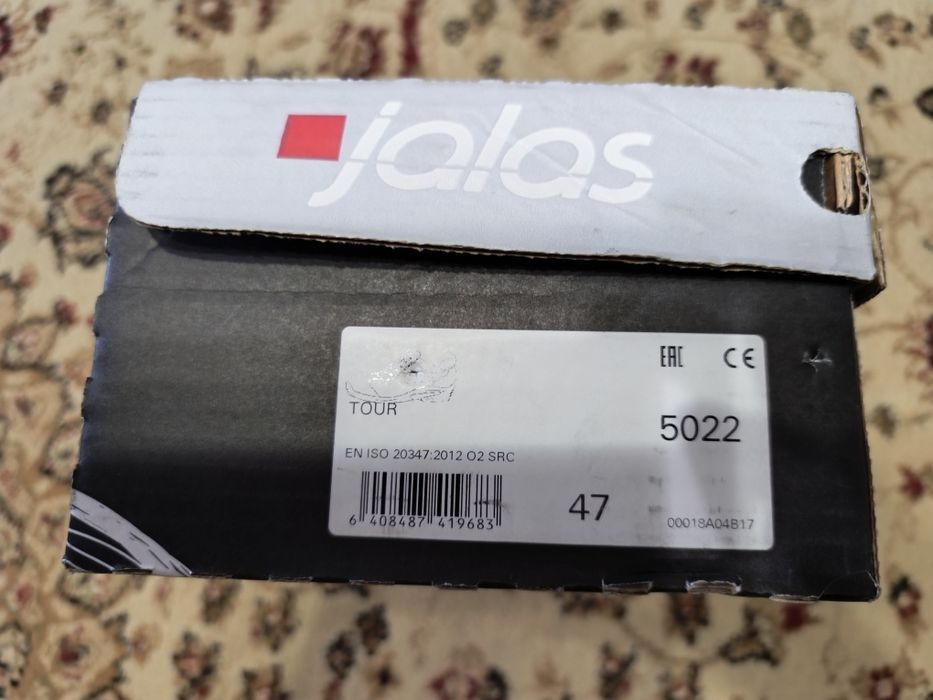 jalas
EAC CE
TOUR
5022
EN ISO 20347:2012 O2 SRC
6 408487 419683
47
00018A04B17